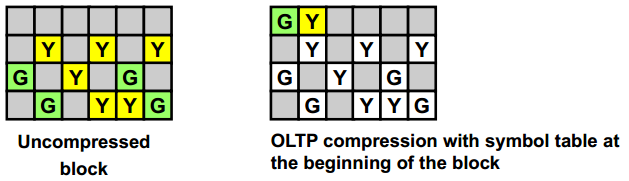 G Y
Y Y Y Y Y Y
G Y G G Y G
G Y Y G G Y Y G
Uncompressed
block
OLTP compression with symbol table at
the beginning of the block